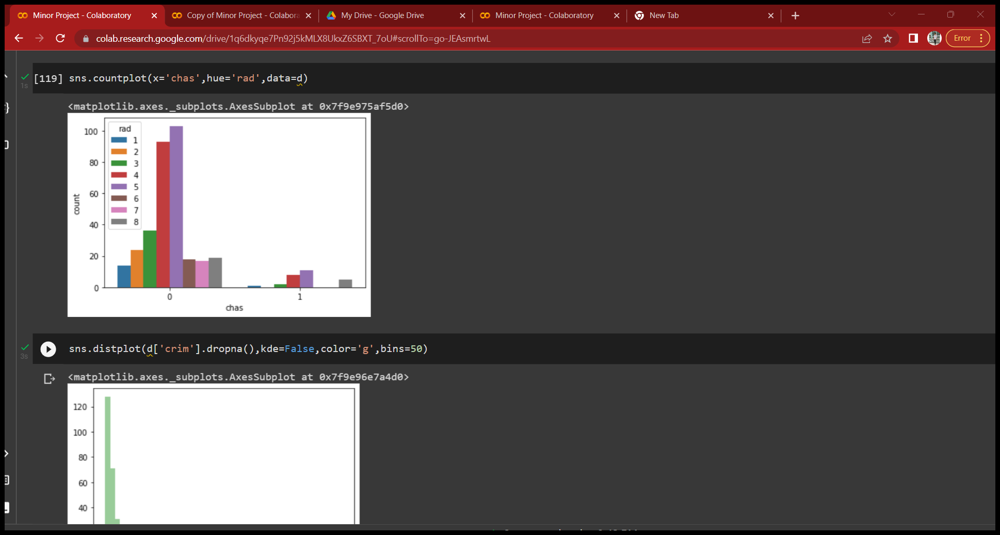 Minor Project - Colaboratory
Copy of Minor Project - Colabora
My Drive - Google Drive
Minor Project - Colaboratory
New Tab
colab.research.google.com/drive/1q6dkyqe7Pn92j5kMLX8UkxZ6SBXT_7oU#scrollTo=go-JEAsmrtwL
Error
[119] sns.countplot(x='chas',hue='rad',data=d)
1s
<matplotlib.axes._subplots.AxesSubplot at 0x7f9e975af5d0>
rad
1
2
3
4
5
6
7
8
100
80
60
40
20
0
count
0 1
chas
sns.distplot(d['crim'].dropna(),kde=False,color='g',bins=50)
3s
<matplotlib.axes._subplots.AxesSubplot at 0x7f9e96e7a4d0>
120
100
80
60
40